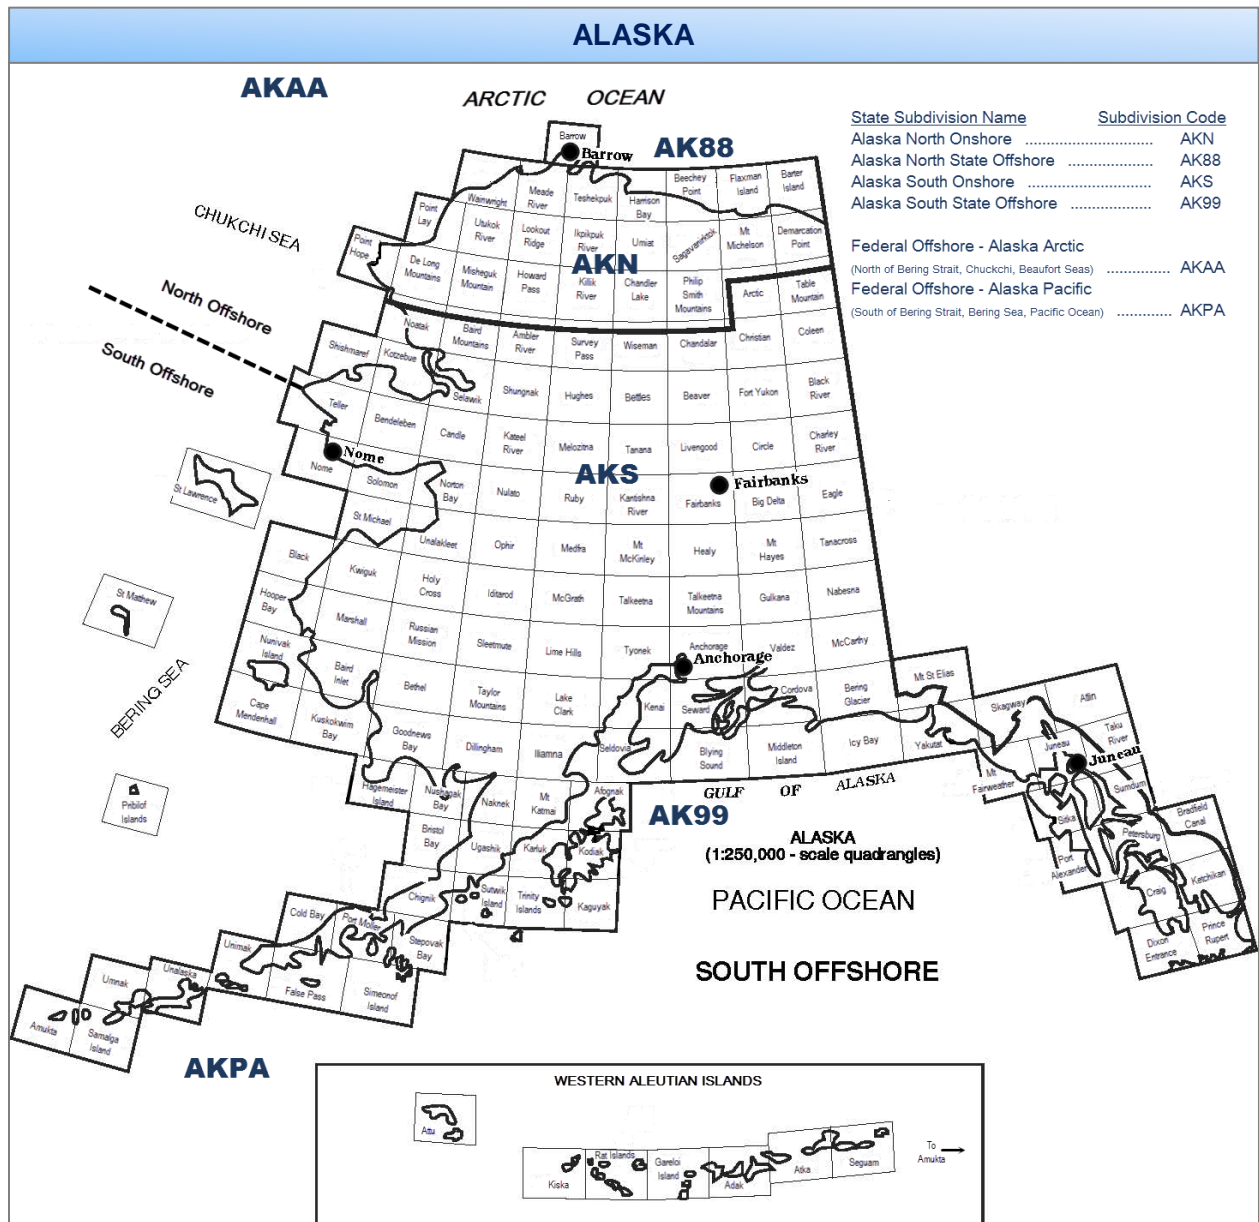 ALASKA
AKAA
ARCTIC OCEAN
AK88
State Subdivision Name Subdivision Code
Alaska North Onshore ............................ AKN
Alaska North State Offshore .................. AK88
Alaska South Onshore ........................... AKS
Alaska South State Offshore ................. AK99
Federal Offshore - Alaska Arctic
(North of Bering Strait, Chuckchi, Beaufort Seas) .............. AKAA
Federal Offshore - Alaska Pacific
(South of Bering Strait, Bering Sea, Pacific Ocean) ............ AKPA
CHUKCHI SEA
North Offshore
South Offshore
Barrow
Barrow
Wainwright
Meade
River
Teshekpuk
Harrison
Bay
Beechey
Point
Flaxman
Island
Barter
Island
Point
Lay
Utukok
River
Lookout
Ridge
Ikpikpuk
River
Umiat
Sagavanirktok
Mt
Michelson
Demarcation
Point
Point
Hope
De Long
Mountains
Misheguk
Mountain
Howard
Pass
AKN
Killik
River
Chandler
Lake
Philip
Smith
Mountains
Arctic
Table
Mountain
Noatak
Baird
Mountains
Ambler
River
Survey
Pass
Wiseman
Chandalar
Christian
Coleen
Shishmaref
Kotzebue
Selawik
Shungnak
Hughes
Bettles
Beaver
Fort Yukon
Black
River
Teller
Bendeleben
Candle
Kateel
River
Melozitna
Tanana
Livengood
Circle
Charley
River
Nome
Nome
Solomon
Norton
Bay
Nulato
AKS
Ruby
Kantishna
River
Fairbanks
Fairbanks
Big Delta
Eagle
St Lawrence
St Michael
Unalakleet
Ophir
Medfra
Mt
McKinley
Healy
Mt
Hayes
Tanacross
Black
Kwiguk
Holy
Cross
Iditarod
McGrath
Talkeetna
Talkeetna
Mountains
Gulkana
Nabesna
St Matthew
Hooper
Bay
Marshall
Russian
Mission
Sleetmute
Lime Hills
Tyonek
Anchorage
Anchorage
Valdez
McCarthy
Nunivak
Island
Baird
Inlet
Bethel
Taylor
Mountains
Lake
Clark
Kenai
Seward
Cordova
Bering
Glacier
Mt St Elias
BERING SEA
Cape
Mendenhall
Kuskokwim
Bay
Goodnews
Bay
Dillingham
Iliamna
Seldovia
Blying
Sound
Middleton
Island
Icy Bay
Yakutat
Skagway
Atlin
Mt
Fairweather
Juneau
Juneau
Taku
River
Pribilof
Islands
Hagemeister
Island
Nushagak
Bay
Naknek
Mt
Katmai
Afognak
GULF OF ALASKA
AK99
Sitka
Sumdum
Bristol
Bay
Ugashik
Karluk
Kodiak
ALASKA
(1:250,000 - scale quadrangles)
Port
Alexander
Petersburg
Bradfield
Canal
Chignik
Sutwik
Island
Trinity
Islands
Kaguyak
PACIFIC OCEAN
Craig
Ketchikan
Cold Bay
Port Moller
Stepovak
Bay
Dixon
Entrance
Prince
Rupert
SOUTH OFFSHORE
Unimak
False Pass
Simeonof
Island
Umnak
Unalaska
Amukta
Samalga
Island
AKPA
WESTERN ALEUTIAN ISLANDS
Attu
Kiska
Rat Islands
Gareloi
Island
Adak
Atka
Seguam
To
Amukta